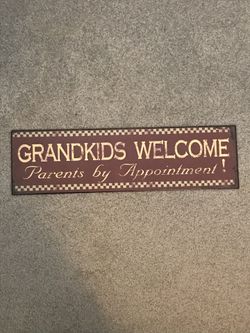 GRANDKIDS WELCOME
Parents by Appointment!